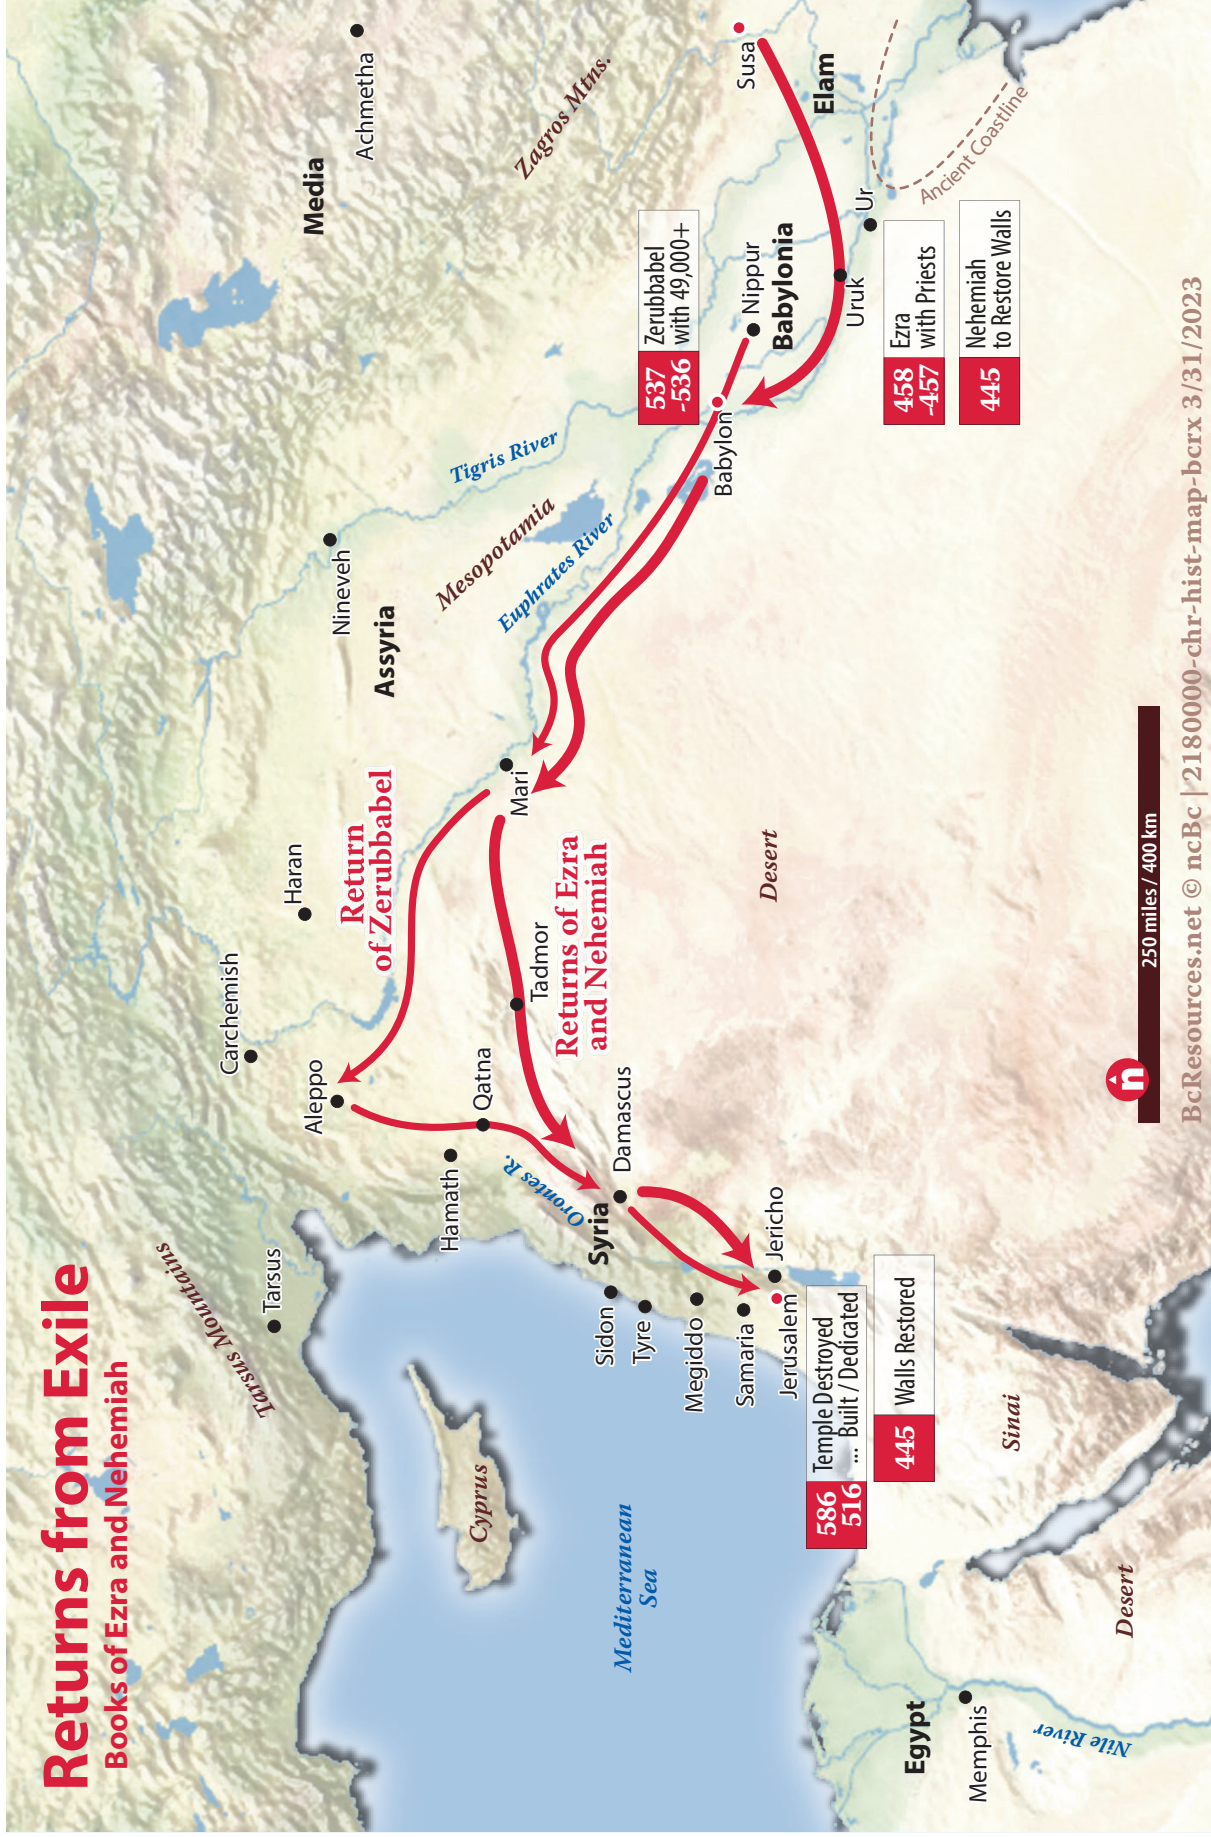 Returns from Exile
Books of Ezra and Nehemiah
Tarsus Mountains
Tarsus
Carchemish
Haran
Aleppo
Return
of Zerubbabel
Nineveh
Assyria
Media
Achmetha
Zagros Mtns.
Tigris River
Mesopotamia
Euphrates River
Hamath
Qatna
Orontes R.
Mari
Tadmor
Returns of Ezra
and Nehemiah
Cyprus
Mediterranean
Sea
Syria
Damascus
Sidon
Tyre
Megiddo
Samaria
Jerusalem
Jericho
586 Temple Destroyed
516 ... Built / Dedicated
445 Walls Restored
Desert
537
-536
Zerubbabel
with 49,000+
Babylon
Nippur
Babylonia
Susa
Elam
Uruk
Ur
458
-457
Ezra
with Priests
445
Nehemiah
to Restore Walls
Ancient Coastline
Egypt
Memphis
Nile River
Sinai
Desert
n
250 miles / 400 km
BcResources.net © ncBc | 2180000-chr-hist-map-bcrx 3/31/2023